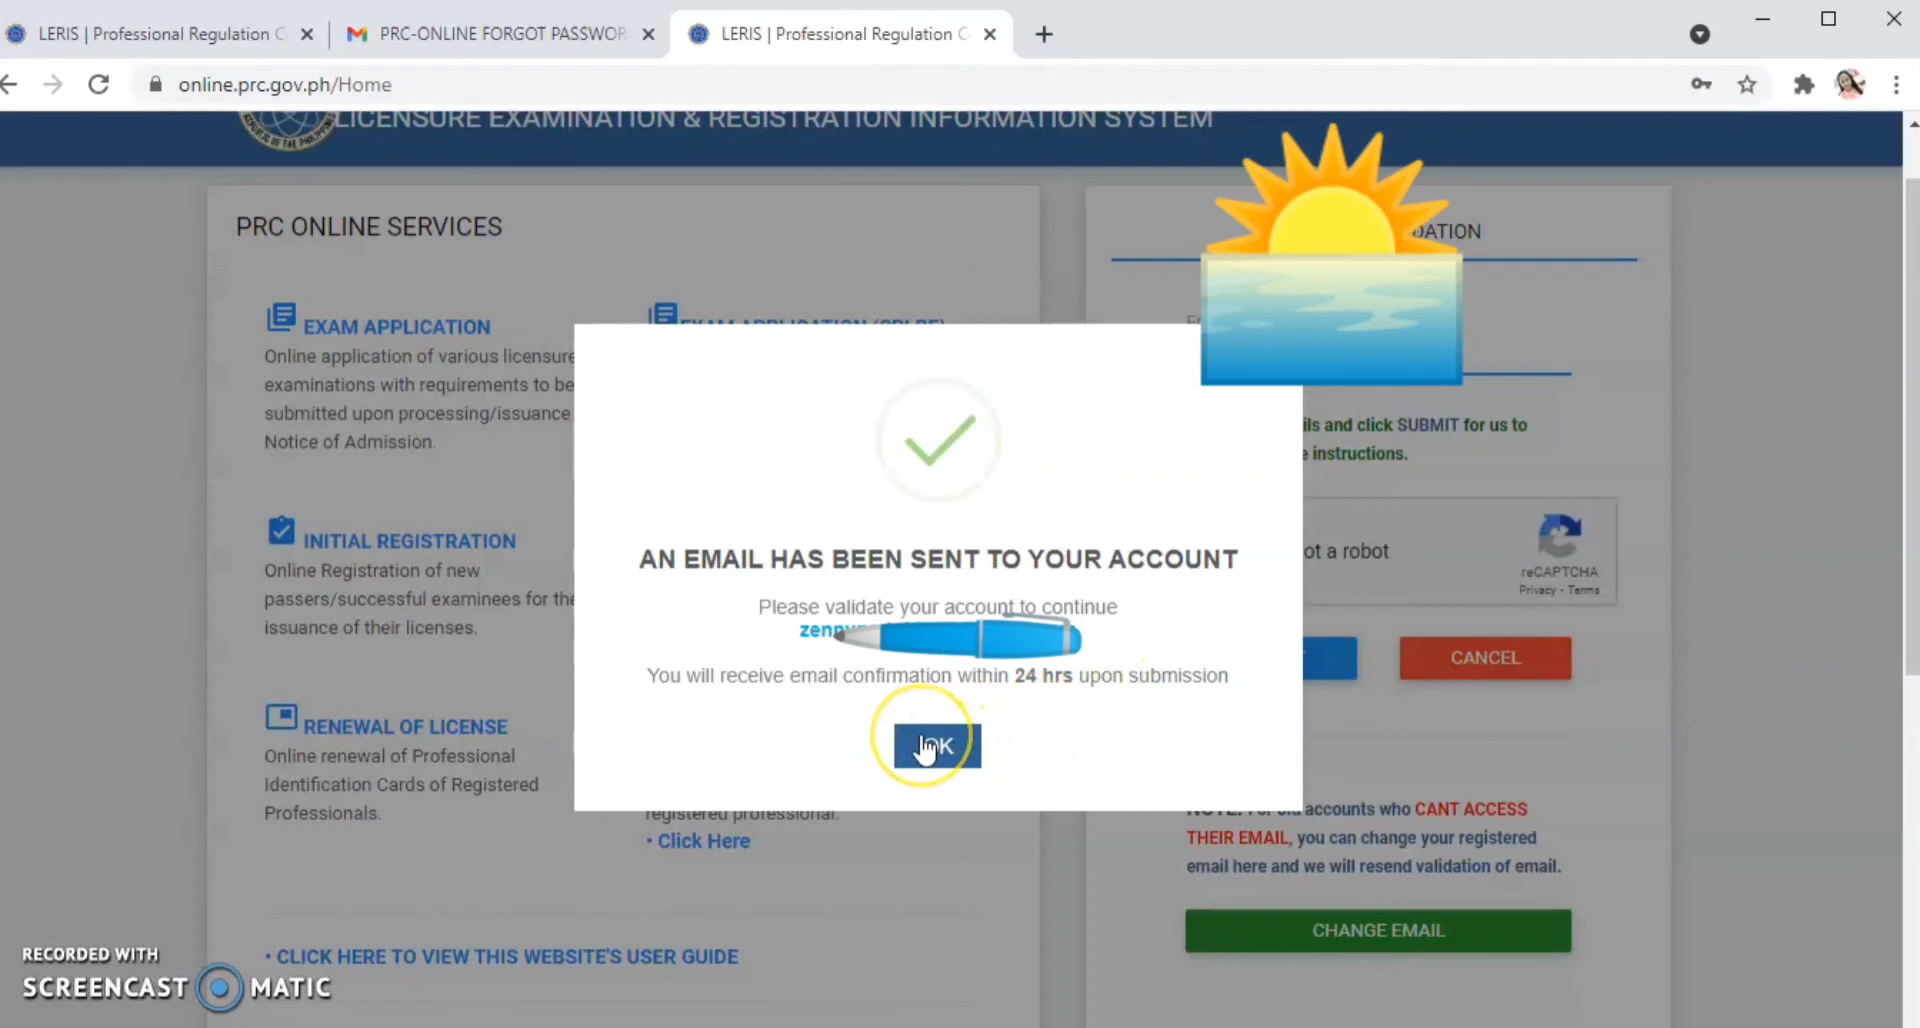 LERIS | Professional Regulation C
PRC-ONLINE FORGOT PASSWOR
LERIS | Professional Regulation C
online.prc.gov.ph/Home
LICENSURE EXAMINATION & REGISTRATION INFORMATION SYSTEM
PRC ONLINE SERVICES
DATION
EXAM APPLICATION
Online application of various licensure
examinations with requirements to be
submitted upon processing/issuance
Notice of Admission.
INITIAL REGISTRATION
Online Registration of new
passers/successful examinees for the
issuance of their licenses.
RENEWAL OF LICENSE
Online renewal of Professional
Identification Cards of Registered
Professionals.
registered professional.
• Click Here
• CLICK HERE TO VIEW THIS WEBSITE'S USER GUIDE
AN EMAIL HAS BEEN SENT TO YOUR ACCOUNT
Please validate your account to continue
You will receive email confirmation within 24 hrs upon submission
OK
ils and click SUBMIT for us to
e instructions.
ot a robot
reCAPTCHA
Privacy - Terms
CANCEL
NOTE: For old accounts who CANT ACCESS
THEIR EMAIL, you can change your registered
email here and we will resend validation of email.
CHANGE EMAIL
RECORDED WITH
SCREENCAST MATIC